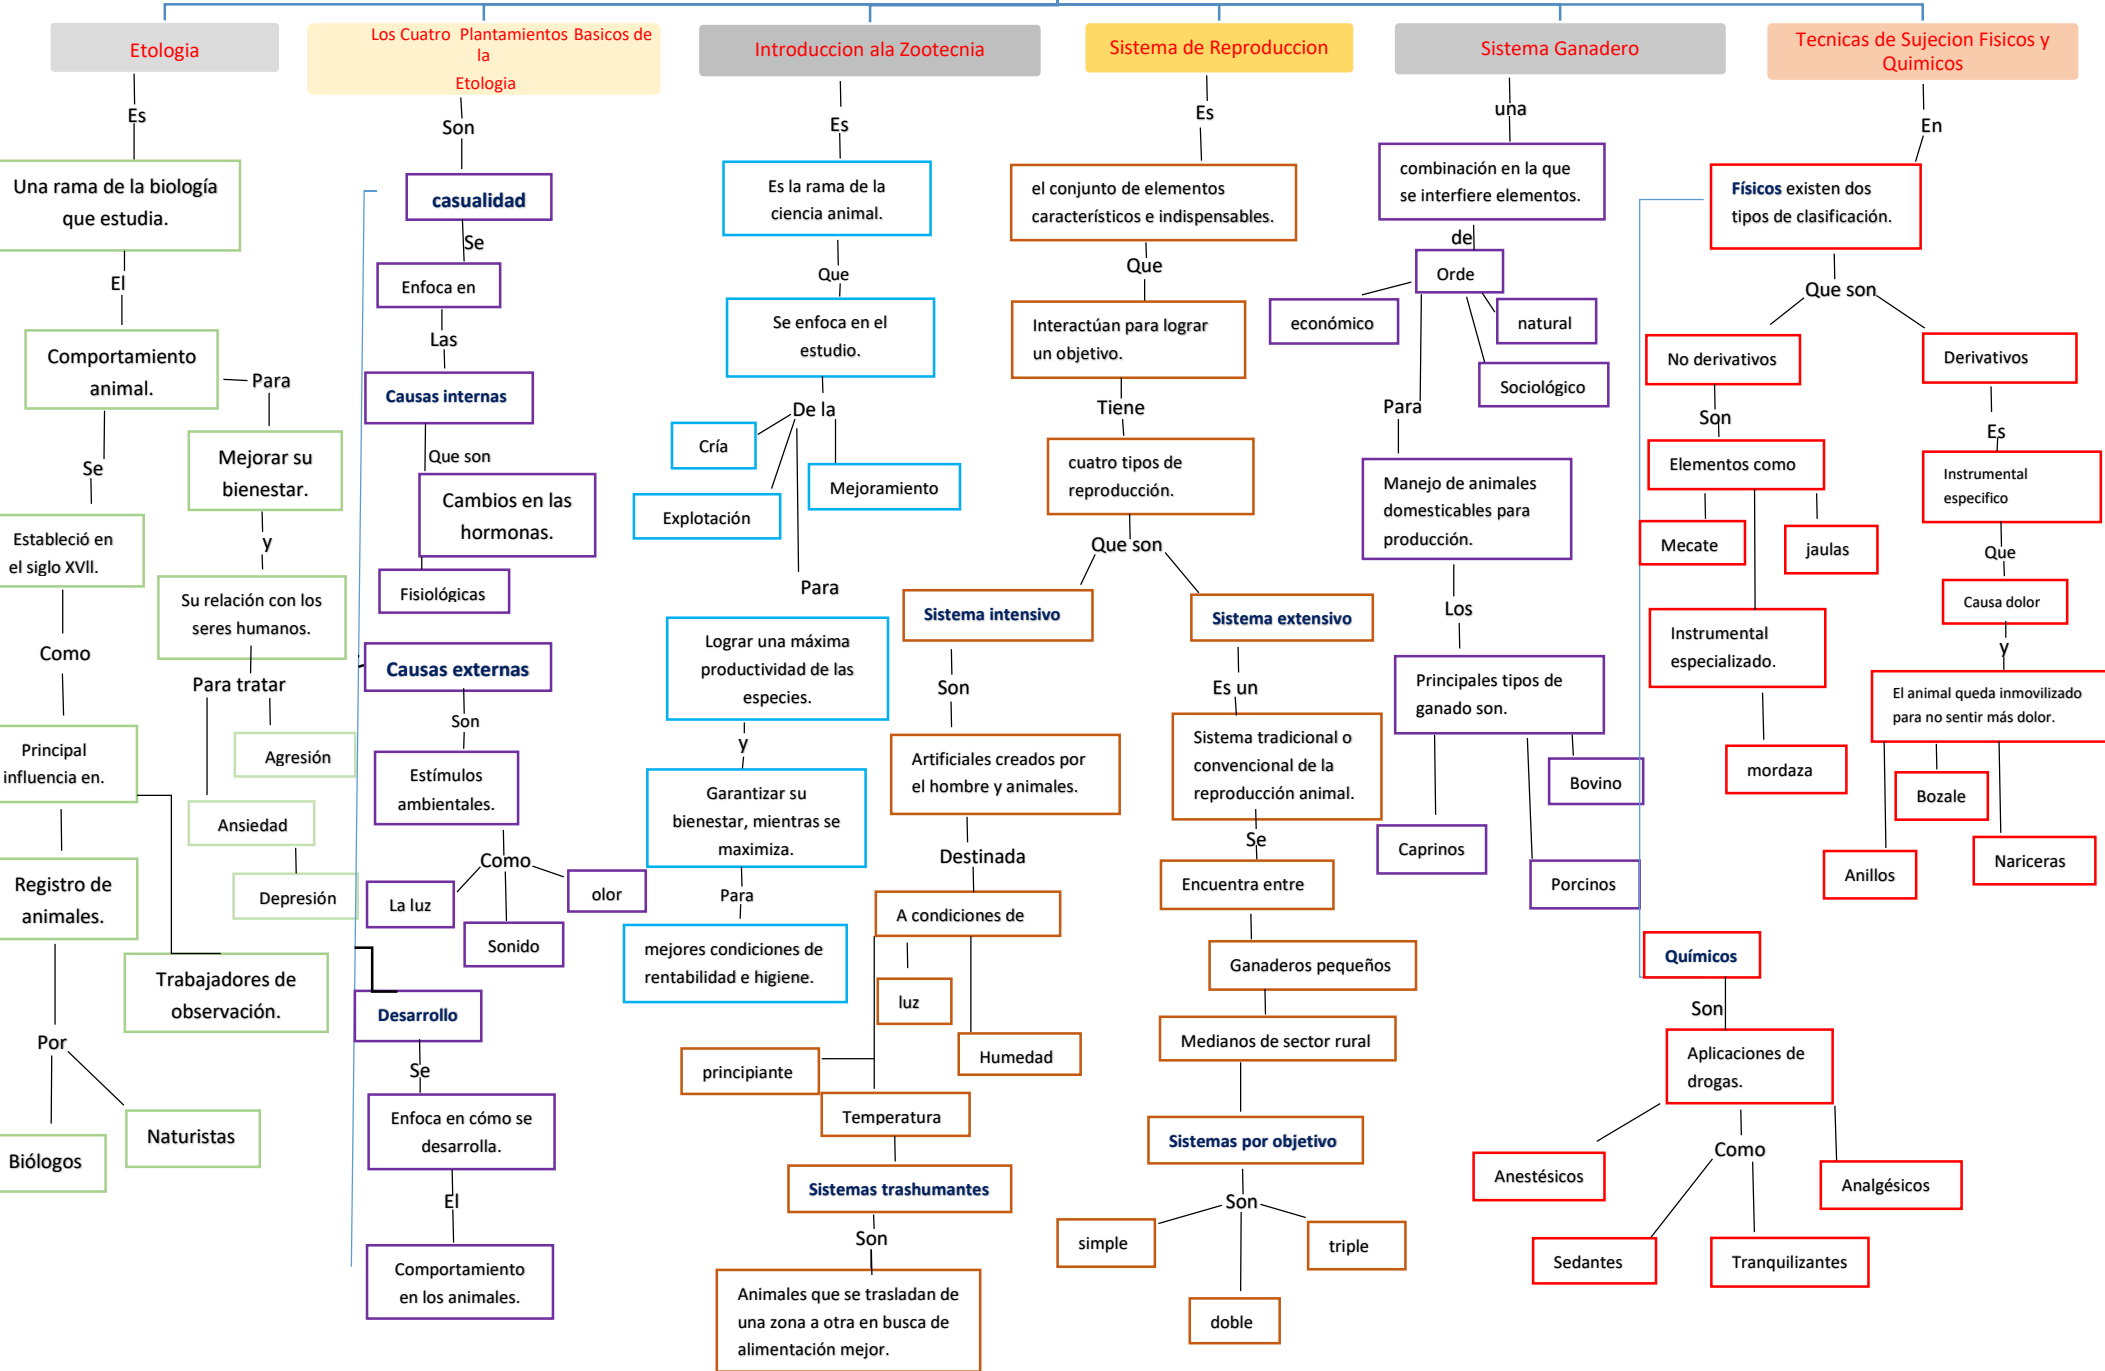 Etologia
Es
Una rama de la biología
que estudia.
El
Comportamiento
animal.
Para
Mejorar su
bienestar.
y
Su relación con los
seres humanos.
Para tratar
Agresión
Ansiedad
Depresión
Se
Estableció en
el siglo XVll.
Como
Principal
influencia en.
Registro de
animales.
Trabajadores de
observación.
Por
Biólogos
Naturistas
Los Cuatro Plantamientos Basicos de
la
Etologia
Son
casualidad
Se
Enfoca en
Las
Causas internas
Que son
Cambios en las
hormonas.
Fisiológicas
Causas externas
Son
Estímulos
ambientales.
Como
La luz
Sonido
olor
Desarrollo
Se
Enfoca en cómo se
desarrolla.
El
Comportamiento
en los animales.
Introduccion ala Zootecnia
Es
Es la rama de la
ciencia animal.
Que
Se enfoca en el
estudio.
De la
Cría
Explotación
Mejoramiento
Para
Lograr una máxima
productividad de las
especies.
y
Garantizar su
bienestar, mientras se
maximiza.
Para
mejores condiciones de
rentabilidad e higiene.
Sistema de Reproduccion
Es
el conjunto de elementos
característicos e indispensables.
Que
Interactúan para lograr
un objetivo.
Tiene
cuatro tipos de
reproducción.
Que son
Sistema intensivo
Son
Artificiales creados por
el hombre y animales.
Destinada
A condiciones de
luz
Humedad
principiante
Temperatura
Sistemas trashumantes
Son
Animales que se trasladan de
una zona a otra en busca de
alimentación mejor.
Sistema extensivo
Es un
Sistema tradicional o
convencional de la
reproducción animal.
Se
Encuentra entre
Ganaderos pequeños
Medianos de sector rural
Sistemas por objetivo
Son
simple
doble
triple
Sistema Ganadero
una
combinación en la que
se interfiere elementos.
de
Orde
económico
natural
Sociológico
Para
Manejo de animales
domesticables para
producción.
Los
Principales tipos de
ganado son.
Caprinos
Porcinos
Bovino
Tecnicas de Sujecion Fisicos y
Quimicos
En
Físicos existen dos
tipos de clasificación.
Que son
No derivativos
Son
Elementos como
Mecate
jaulas
Instrumental
especializado.
mordaza
Derivativos
Es
Instrumental
especifico
Que
Causa dolor
y
El animal queda inmovilizado
para no sentir más dolor.
Anillos
Bozale
Nariceras
Químicos
Son
Aplicaciones de
drogas.
Como
Anestésicos
Sedantes
Tranquilizantes
Analgésicos